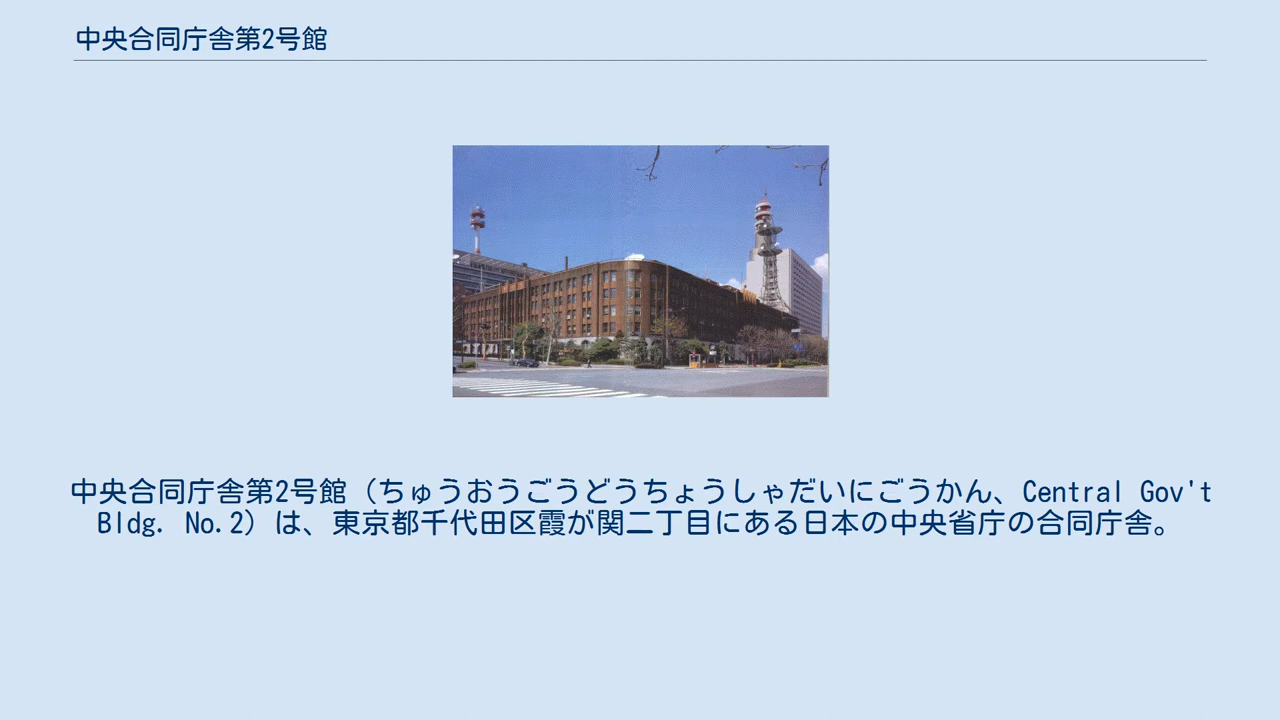 中央合同庁舎第2号館
中央合同庁舎第2号館（ちゅうおうごうどうちょうしゃだいにごうかん、Central Gov't
Bldg. No.2）は、東京都千代田区霞が関二丁目にある日本の中央省庁の合同庁舎。